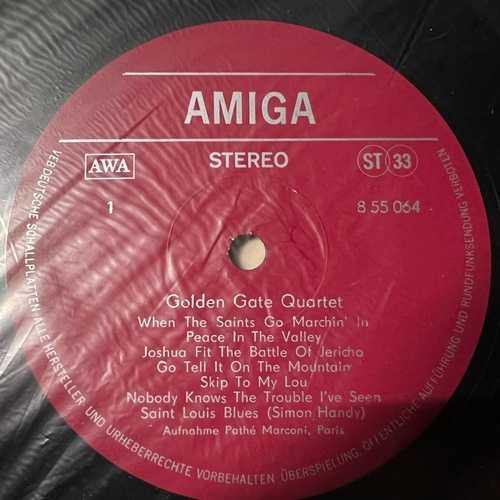 AMIGA
AWA
STEREO
ST 33
1
8 55 064
Golden Gate Quartet
When The Saints Go Marchin' In
Peace In The Valley
Joshua Fit The Battle Of Jericho
Go Tell It On The Mountain
Skip To My Lou
Nobody Knows The Trouble I've Seen
Saint Louis Blues (Simon Handy)
Aufnahme Pathé Marconi, Paris
VEB DEUTSCHE SCHALLPLATTEN · ALLE HERSTELLER UND URHEBERRECHTE VORBEHALTEN · ÜBERSPIELUNG, ÖFFENTLICHE AUFFÜHRUNG UND RUNDFUNKSENDUNG VERBOTEN